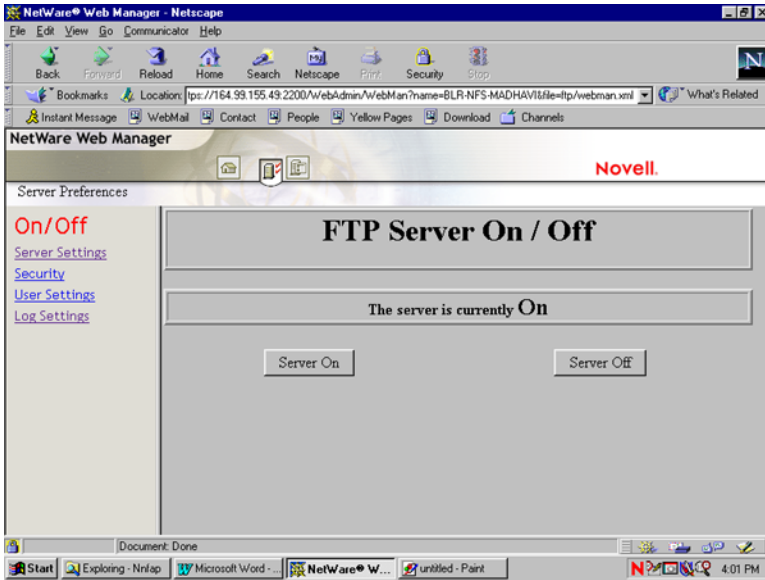 NetWare® Web Manager - Netscape
File Edit View Go Communicator Help
Back Forward Reload Home Search Netscape Print Security Stop
N
Bookmarks Location: tps://164.99.155.49:2200/WebAdmin/WebMan?name=BLR-NFS-MADHAVI&file=ftp/webman.xml What's Related
Instant Message WebMail Contact People Yellow Pages Download Channels
NetWare Web Manager
Novell.
Server Preferences
On/Off
Server Settings
Security
User Settings
Log Settings
FTP Server On / Off
The server is currently On
Server On Server Off
Document: Done
Start Exploring - Nnlap Microsoft Word - ... NetWare® W... untitled - Paint 4:01 PM